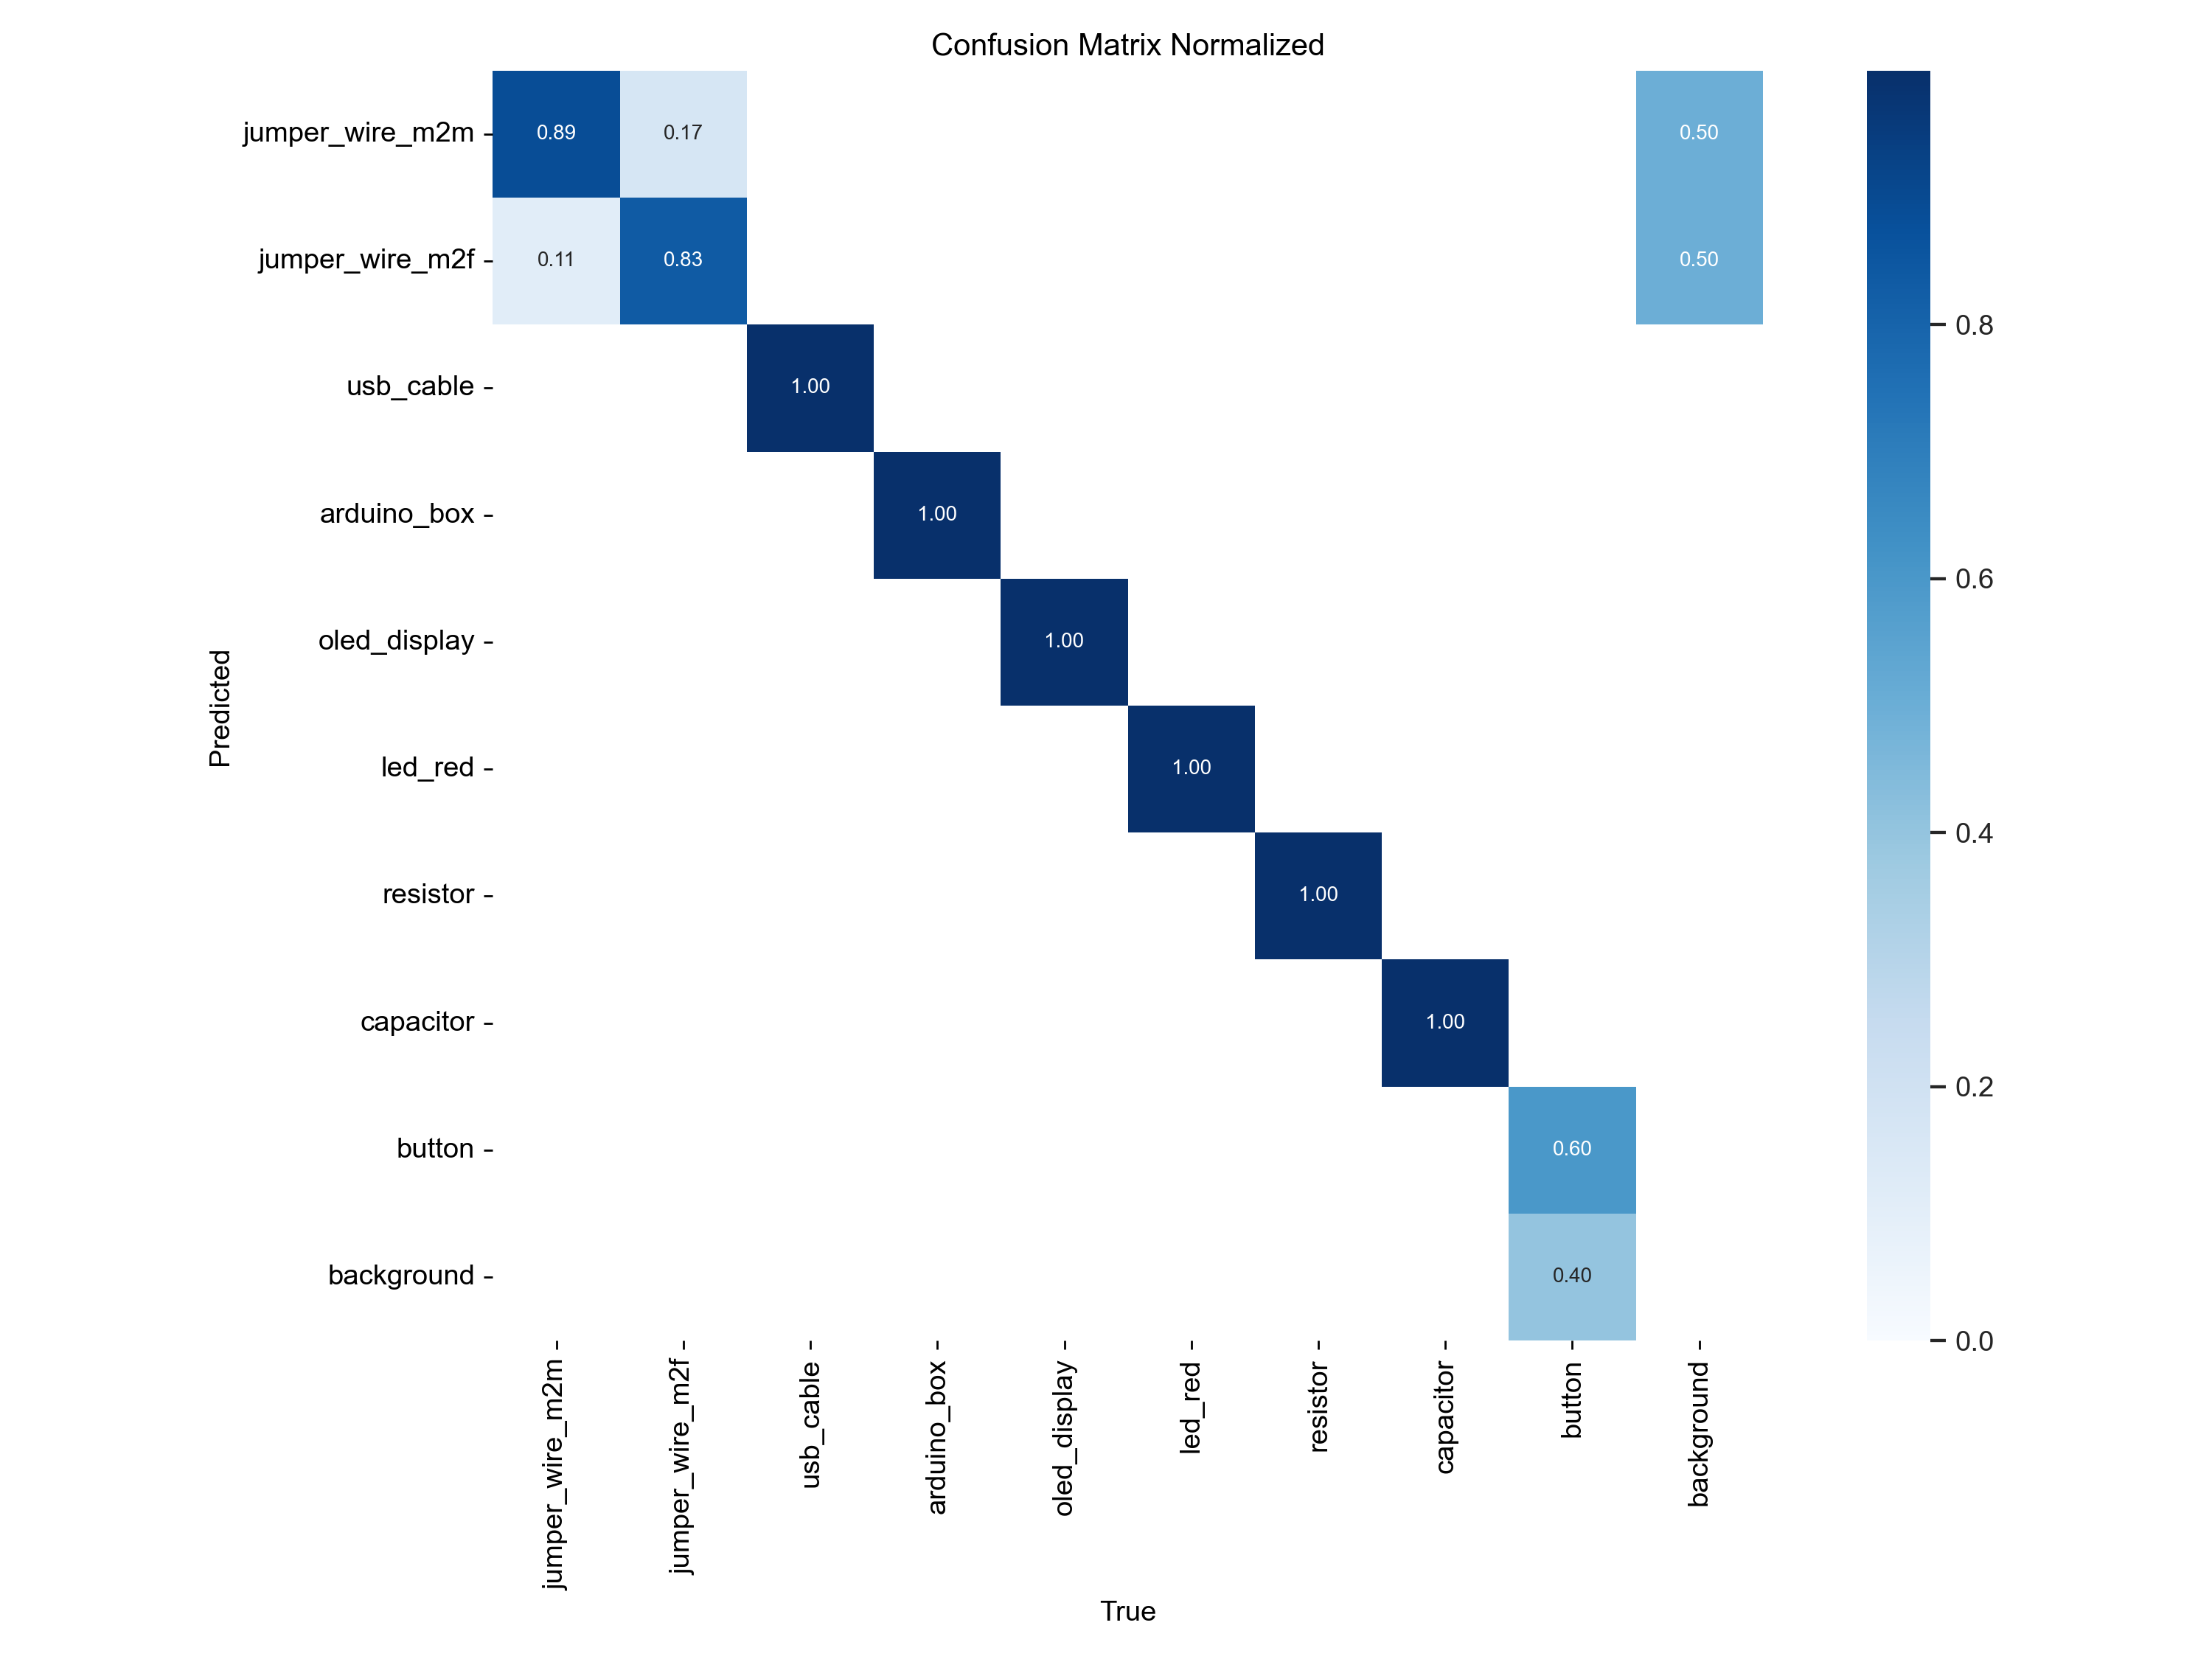 Confusion Matrix Normalized
jumper_wire_m2m
0.89
0.17
0.50
jumper_wire_m2f
0.11
0.83
0.50
0.8
usb_cable
1.00
arduino_box
1.00
0.6
oled_display
1.00
Predicted
led_red
1.00
0.4
resistor
1.00
capacitor
1.00
0.2
button
0.60
background
0.40
0.0
jumper_wire_m2m
jumper_wire_m2f
usb_cable
arduino_box
oled_display
led_red
resistor
capacitor
button
background
True